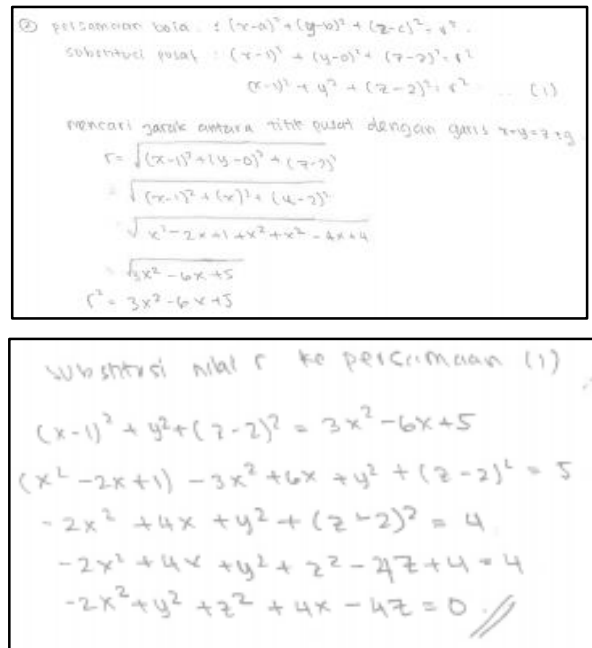 ② persamaan bola : (x-a)² + (y-b)² + (z-c)² = r².
substitusi pusat : (x-1)² + (y-0)² + (z-2)² = r²
(x-1)² + y² + (z-2)² = r² ... (1)
mencari jarak antara titik pusat dengan garis x=y=z : g
r = √(x-1)² + (y-0)² + (z-2)²
= √(x-1)² + (x)² + (x-2)²
√x² - 2x + 1 + x² + x² - 4x + 4
= √3x² - 6x + 5
r² = 3x² - 6x + 5
substitusi nilai r ke persamaan (1)
(x-1)² + y² + (z-2)² = 3x² - 6x + 5
(x² - 2x + 1) - 3x² + 6x + y² + (z-2)² = 5
-2x² + 4x + y² + (z-2)² = 4
-2x² + 4x + y² + z² - 4z + 4 = 4
-2x² + y² + z² + 4x - 4z = 0 //